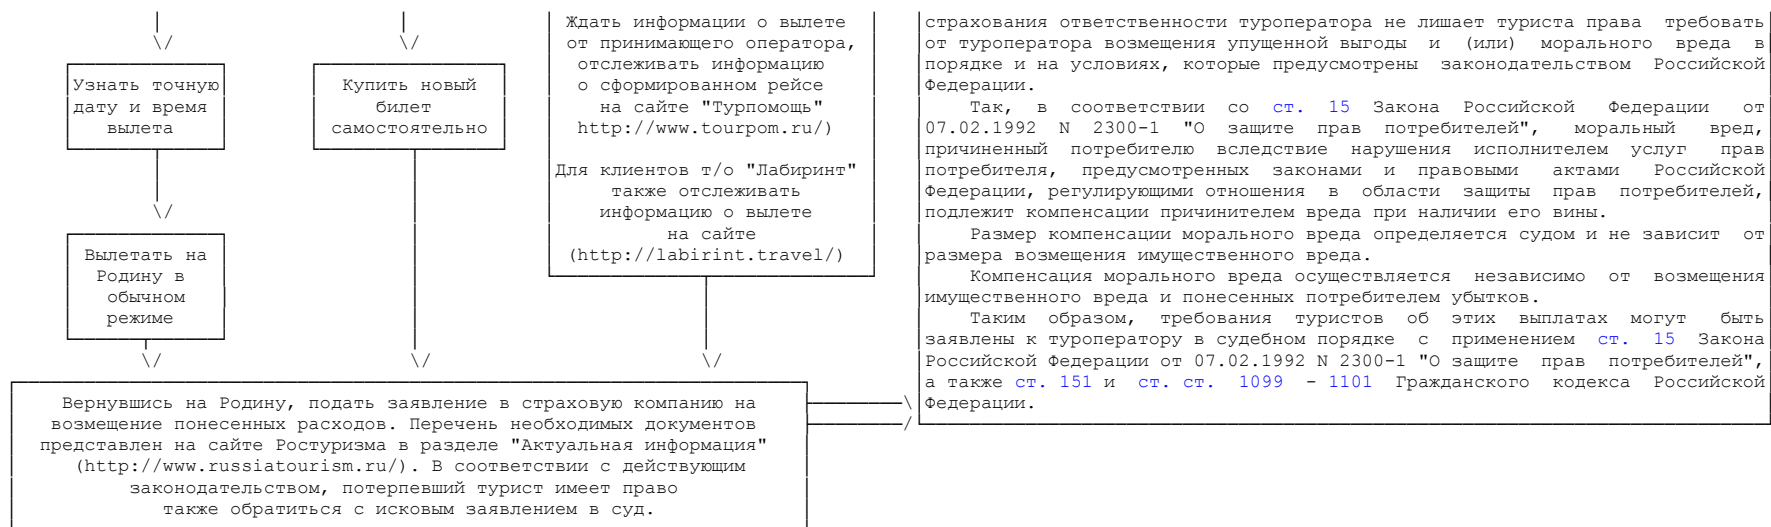 Узнать точную
дату и время
вылета
Вылетать на
Родину в
обычном
режиме
Купить новый
билет
самостоятельно
Ждать информации о вылете
от принимающего оператора,
отслеживать информацию
о сформированном рейсе
на сайте "Турпомощь"
http://www.tourpom.ru/)
Для клиентов т/о "Лабиринт"
также отслеживать
информацию о вылете
на сайте
(http://labirint.travel/)
Вернувшись на Родину, подать заявление в страховую компанию на
возмещение понесенных расходов. Перечень необходимых документов
представлен на сайте Ростуризма в разделе "Актуальная информация"
(http://www.russiatourism.ru/). В соответствии с действующим
законодательством, потерпевший турист имеет право
также обратиться с исковым заявлением в суд.
страхования ответственности туроператора не лишает туриста права требовать
от туроператора возмещения упущенной выгоды и (или) морального вреда в
порядке и на условиях, которые предусмотрены законодательством Российской
Федерации.
Так, в соответствии со ст. 15 Закона Российской Федерации от
07.02.1992 N 2300-1 "О защите прав потребителей", моральный вред,
причиненный потребителю вследствие нарушения исполнителем услуг прав
потребителя, предусмотренных законами и правовыми актами Российской
Федерации, регулирующими отношения в области защиты прав потребителей,
подлежит компенсации причинителем вреда при наличии его вины.
Размер компенсации морального вреда определяется судом и не зависит от
размера возмещения имущественного вреда.
Компенсация морального вреда осуществляется независимо от возмещения
имущественного вреда и понесенных потребителем убытков.
Таким образом, требования туристов об этих выплатах могут быть
заявлены к туроператору в судебном порядке с применением ст. 15 Закона
Российской Федерации от 07.02.1992 N 2300-1 "О защите прав потребителей",
а также ст. 151 и ст. ст. 1099 - 1101 Гражданского кодекса Российской
Федерации.